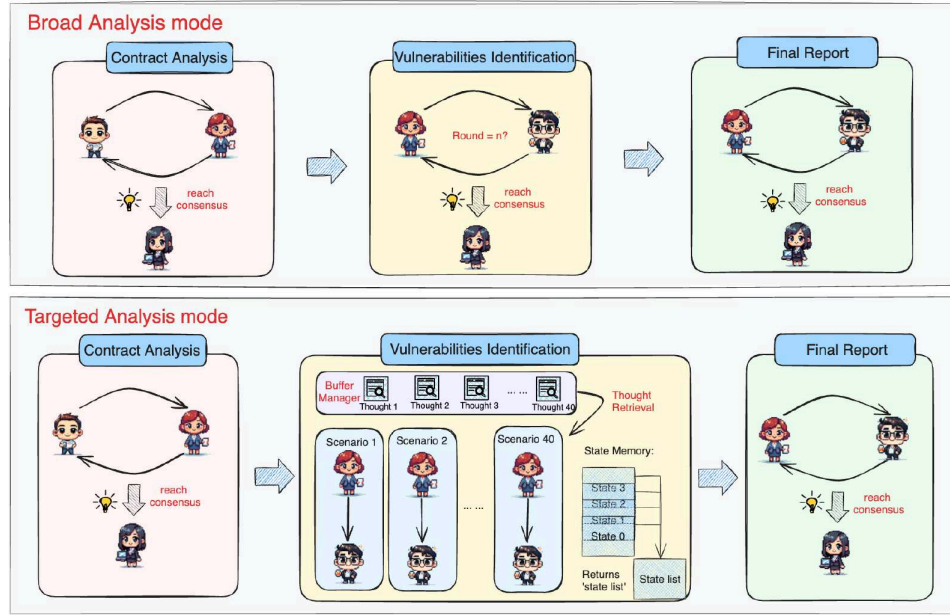 Broad Analysis mode
Contract Analysis
Vulnerabilities Identification
Final Report
Round = n?
reach
consensus
reach
consensus
reach
consensus
Targeted Analysis mode
Contract Analysis
Vulnerabilities Identification
Final Report
Buffer
Manager
Thought 1
Thought 2
Thought 3
... ...
Thought 40
Thought
Retrieval
Scenario 1
Scenario 2
Scenario 40
... ...
State Memory:
State 3
State 2
State 1
State 0
Returns
'state list'
State list
reach
consensus
reach
consensus